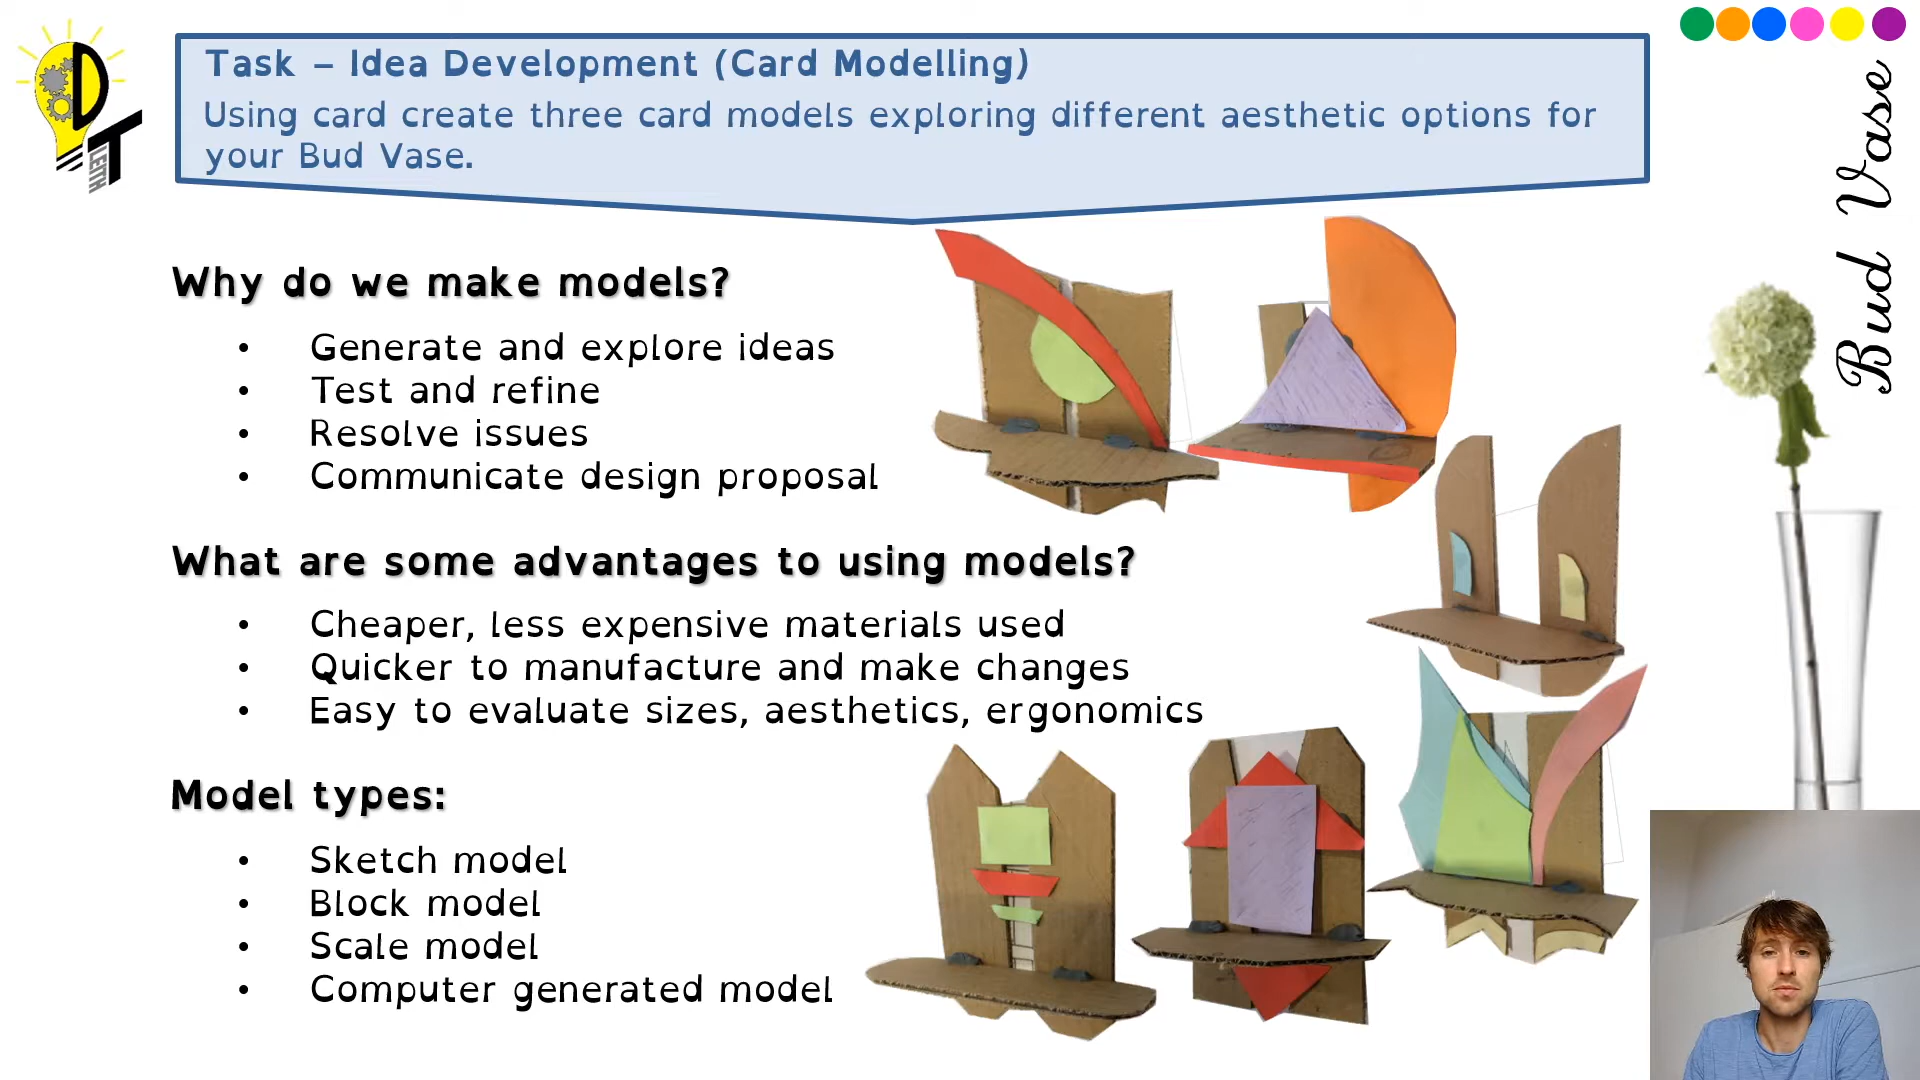 Task – Idea Development (Card Modelling)
Using card create three card models exploring different aesthetic options for
your Bud Vase.
Why do we make models?
• Generate and explore ideas
• Test and refine
• Resolve issues
• Communicate design proposal
What are some advantages to using models?
• Cheaper, less expensive materials used
• Quicker to manufacture and make changes
• Easy to evaluate sizes, aesthetics, ergonomics
Model types:
• Sketch model
• Block model
• Scale model
• Computer generated model
Bud Vase
DT
LEITH